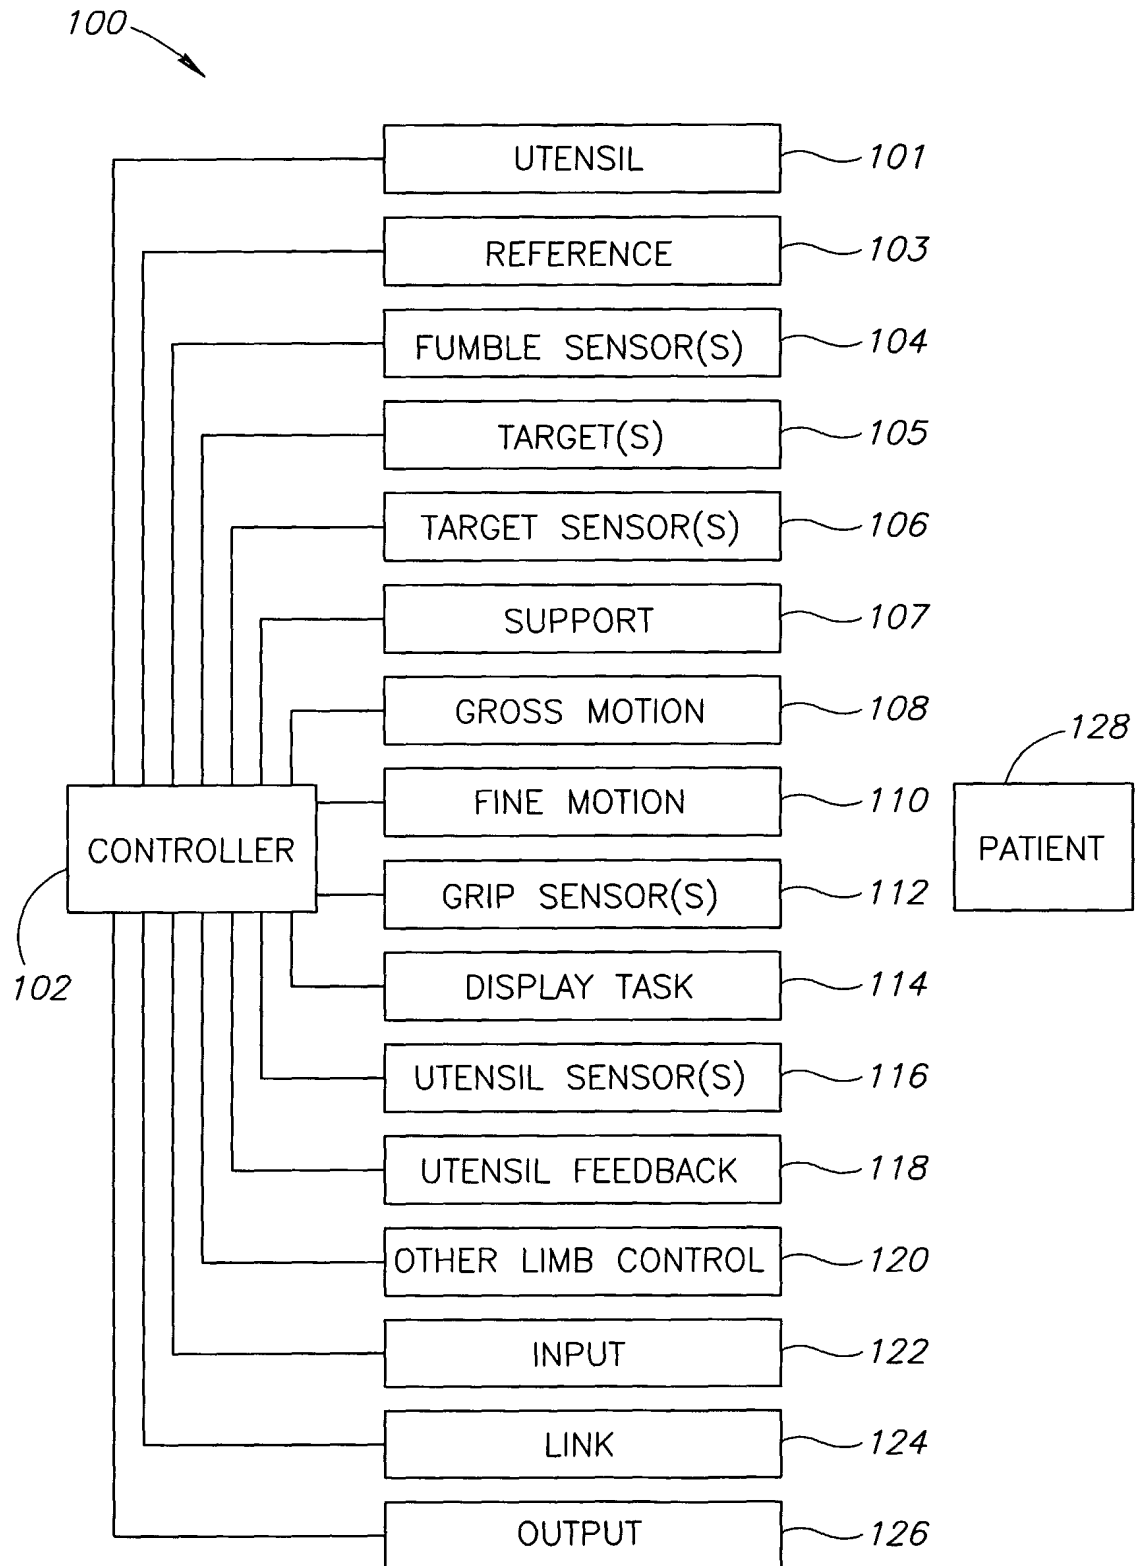 100
UTENSIL 101
REFERENCE 103
FUMBLE SENSOR(S) 104
TARGET(S) 105
TARGET SENSOR(S) 106
SUPPORT 107
GROSS MOTION 108
128
FINE MOTION 110
CONTROLLER
PATIENT
GRIP SENSOR(S) 112
102
DISPLAY TASK 114
UTENSIL SENSOR(S) 116
UTENSIL FEEDBACK 118
OTHER LIMB CONTROL 120
INPUT 122
LINK 124
OUTPUT 126